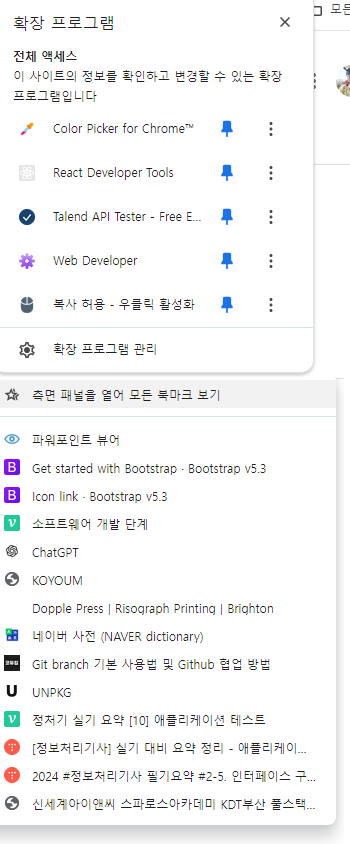 확장 프로그램
모든
전체 액세스
이 사이트의 정보를 확인하고 변경할 수 있는 확장
프로그램입니다
Color Picker for Chrome™
React Developer Tools
Talend API Tester - Free E...
Web Developer
복사 허용 - 우클릭 활성화
확장 프로그램 관리
측면 패널을 열어 모든 북마크 보기
파워포인트 뷰어
Get started with Bootstrap · Bootstrap v5.3
Icon link · Bootstrap v5.3
소프트웨어 개발 단계
ChatGPT
KOYOUM
Dopple Press | Risograph Printing | Brighton
네이버 사전 (NAVER dictionary)
Git branch 기본 사용법 및 Github 협업 방법
UNPKG
정처기 실기 요약 [10] 애플리케이션 테스트
[정보처리기사] 실기 대비 요약 정리 - 애플리케이...
2024 #정보처리기사 필기요약 #2-5. 인터페이스 구...
신세계아이앤씨 스파로스아카데미 KDT부산 풀스택...